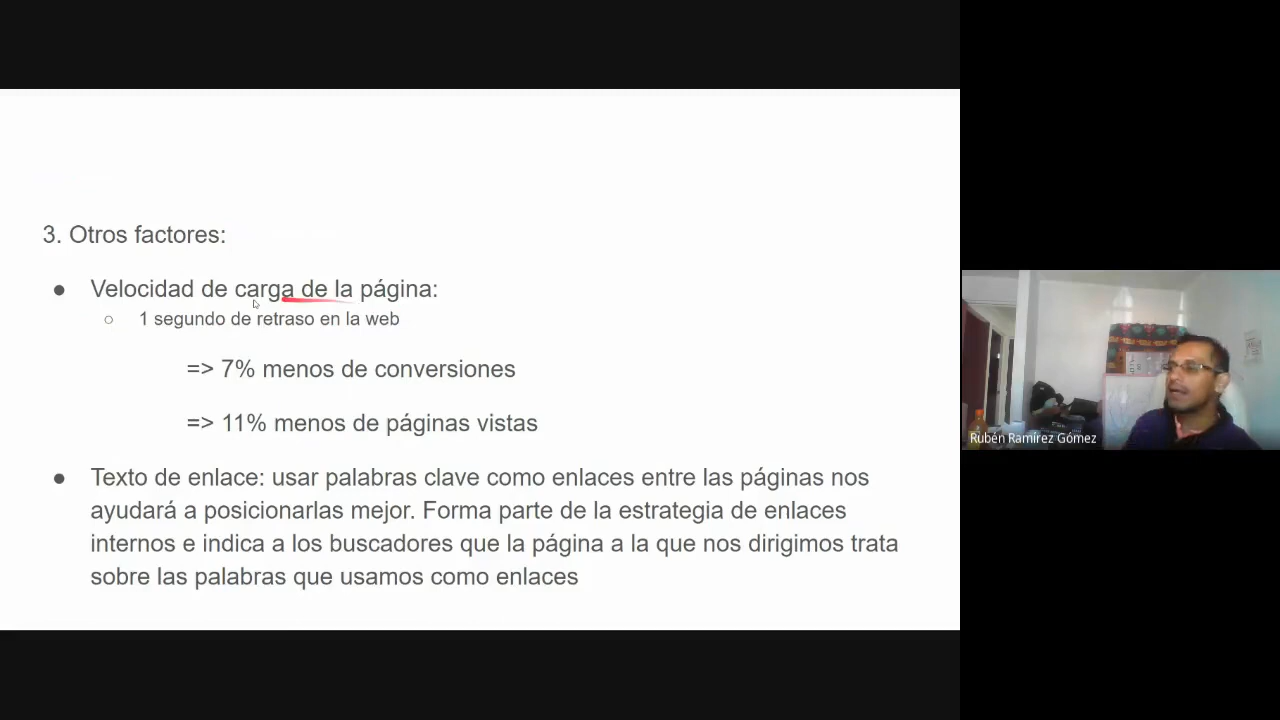 3. Otros factores:
● Velocidad de carga de la página:
○ 1 segundo de retraso en la web
=> 7% menos de conversiones
=> 11% menos de páginas vistas
● Texto de enlace: usar palabras clave como enlaces entre las páginas nos
ayudará a posicionarlas mejor. Forma parte de la estrategia de enlaces
internos e indica a los buscadores que la página a la que nos dirigimos trata
sobre las palabras que usamos como enlaces
Rubén Ramírez Gómez